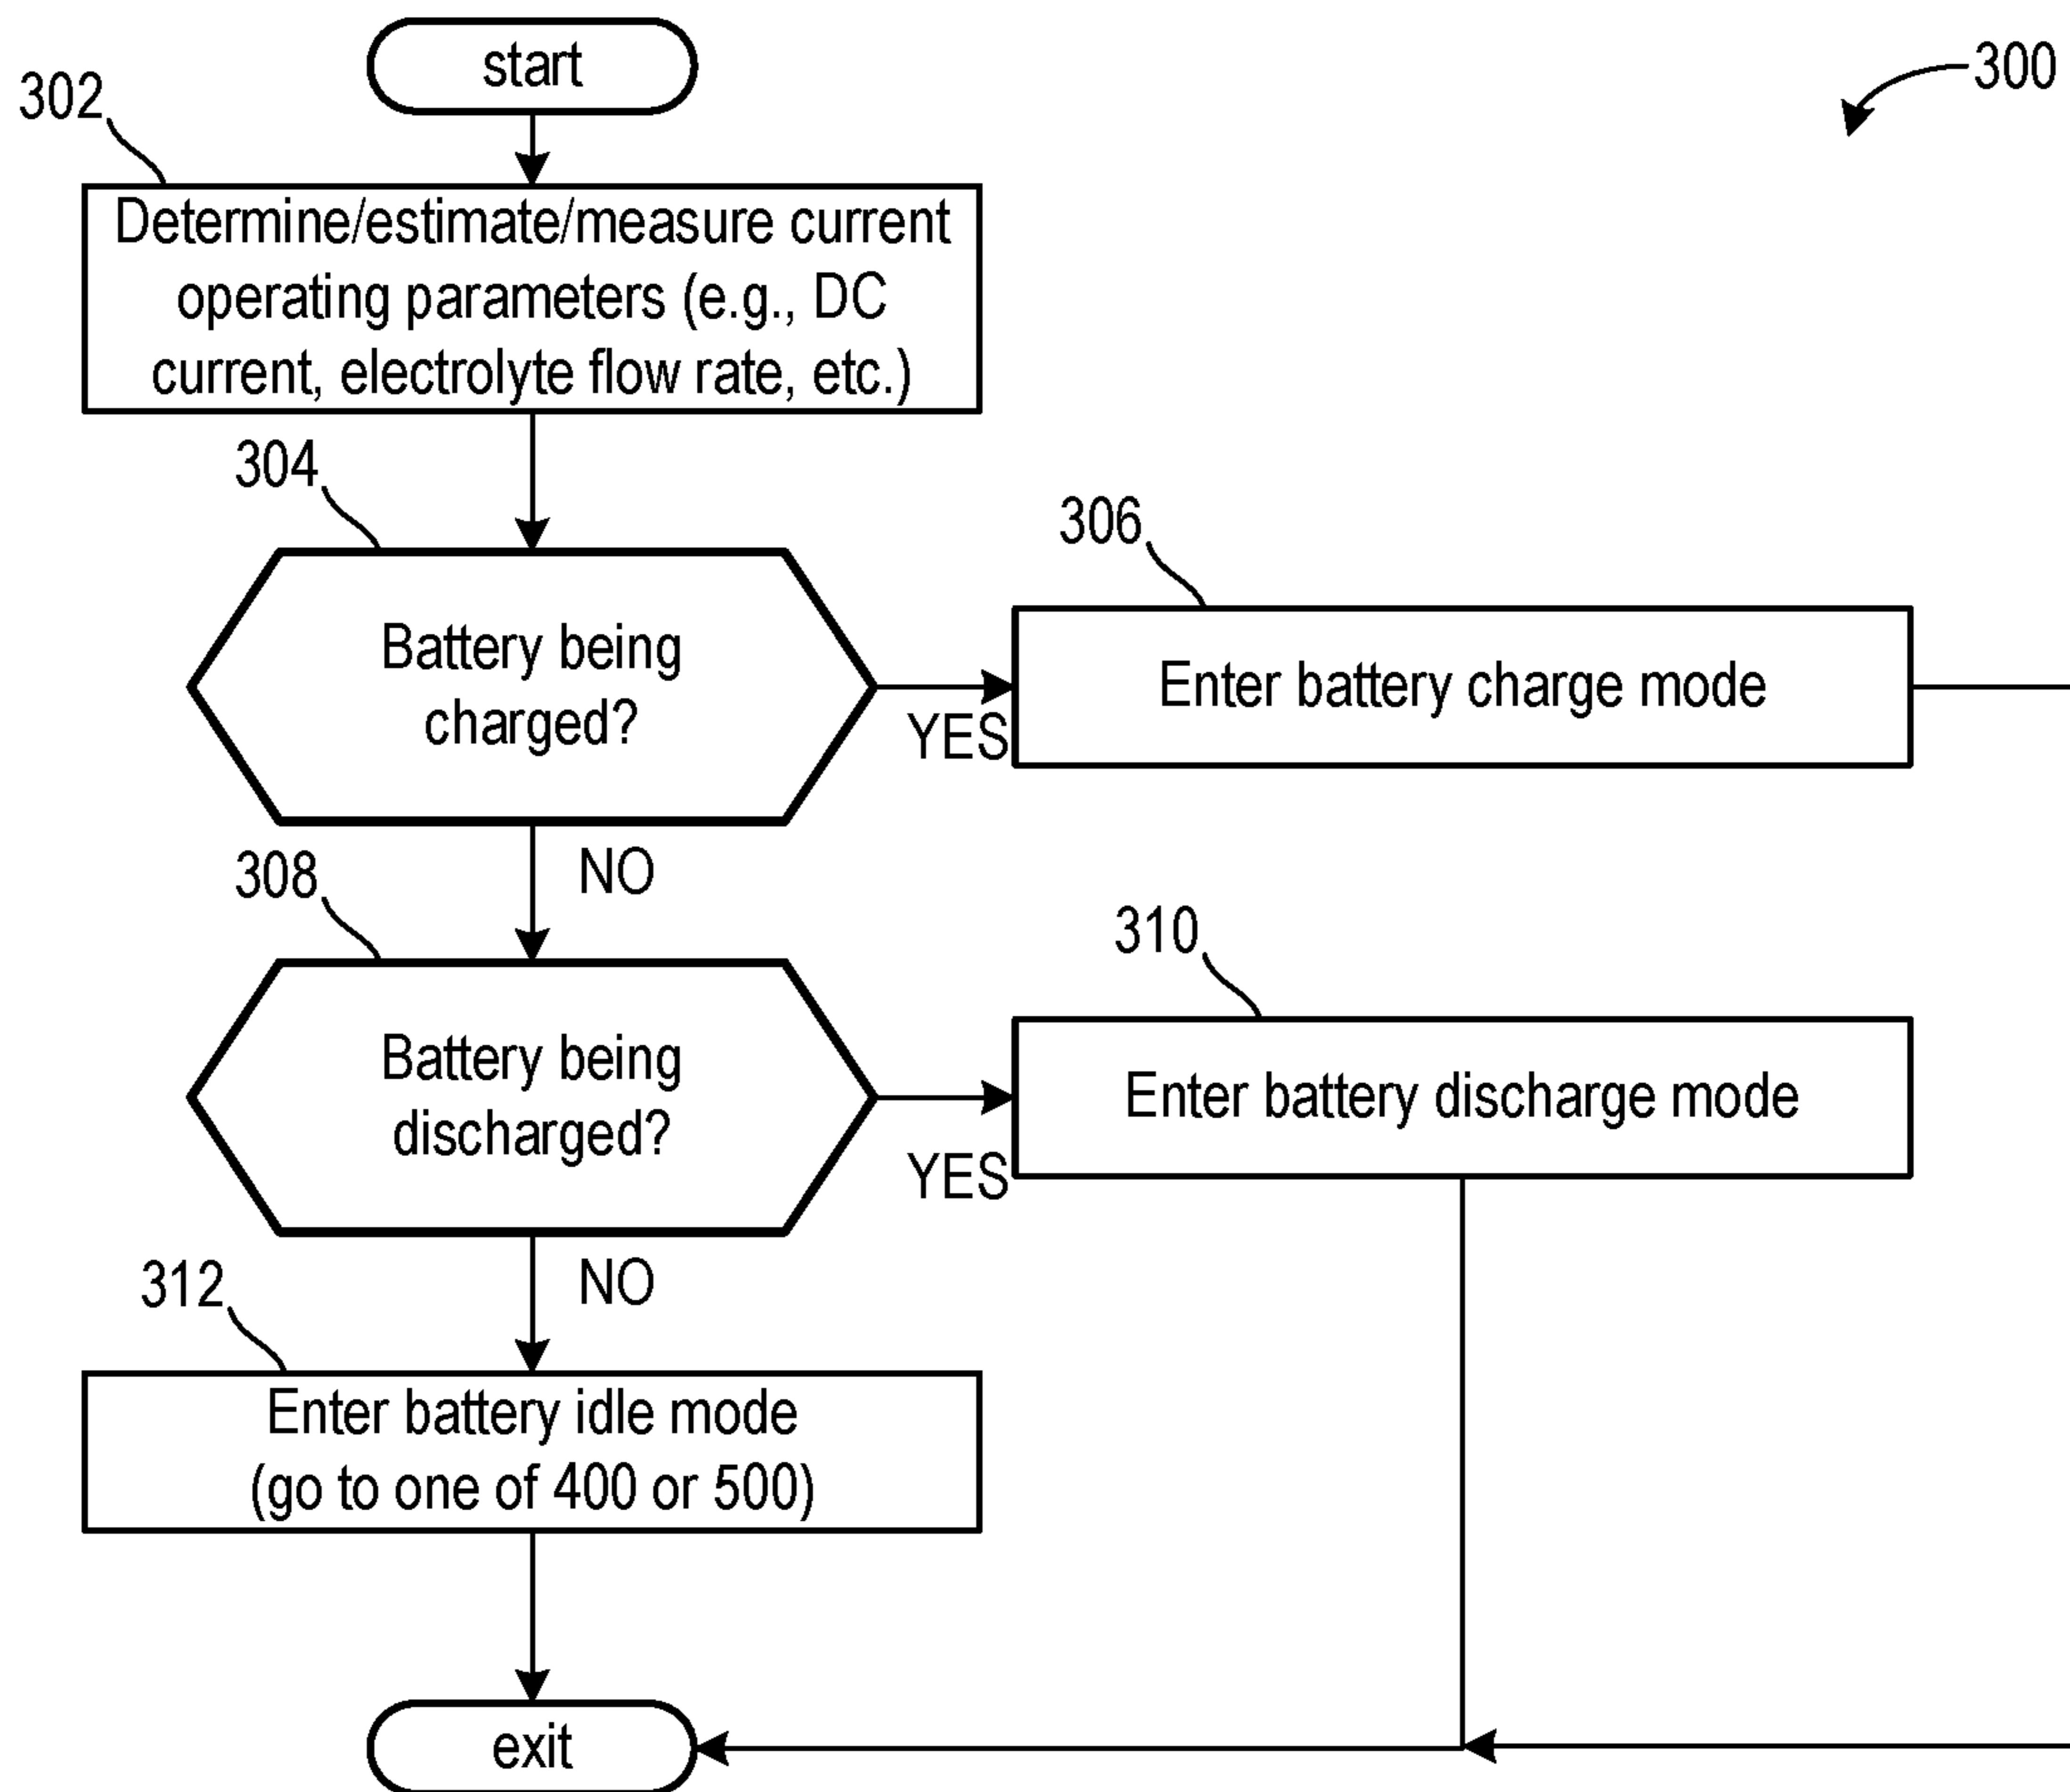 start
300
302
Determine/estimate/measure current
operating parameters (e.g., DC
current, electrolyte flow rate, etc.)
304
306
Battery being
charged?
YES
Enter battery charge mode
NO
308
310
Battery being
discharged?
YES
Enter battery discharge mode
NO
312
Enter battery idle mode
(go to one of 400 or 500)
exit